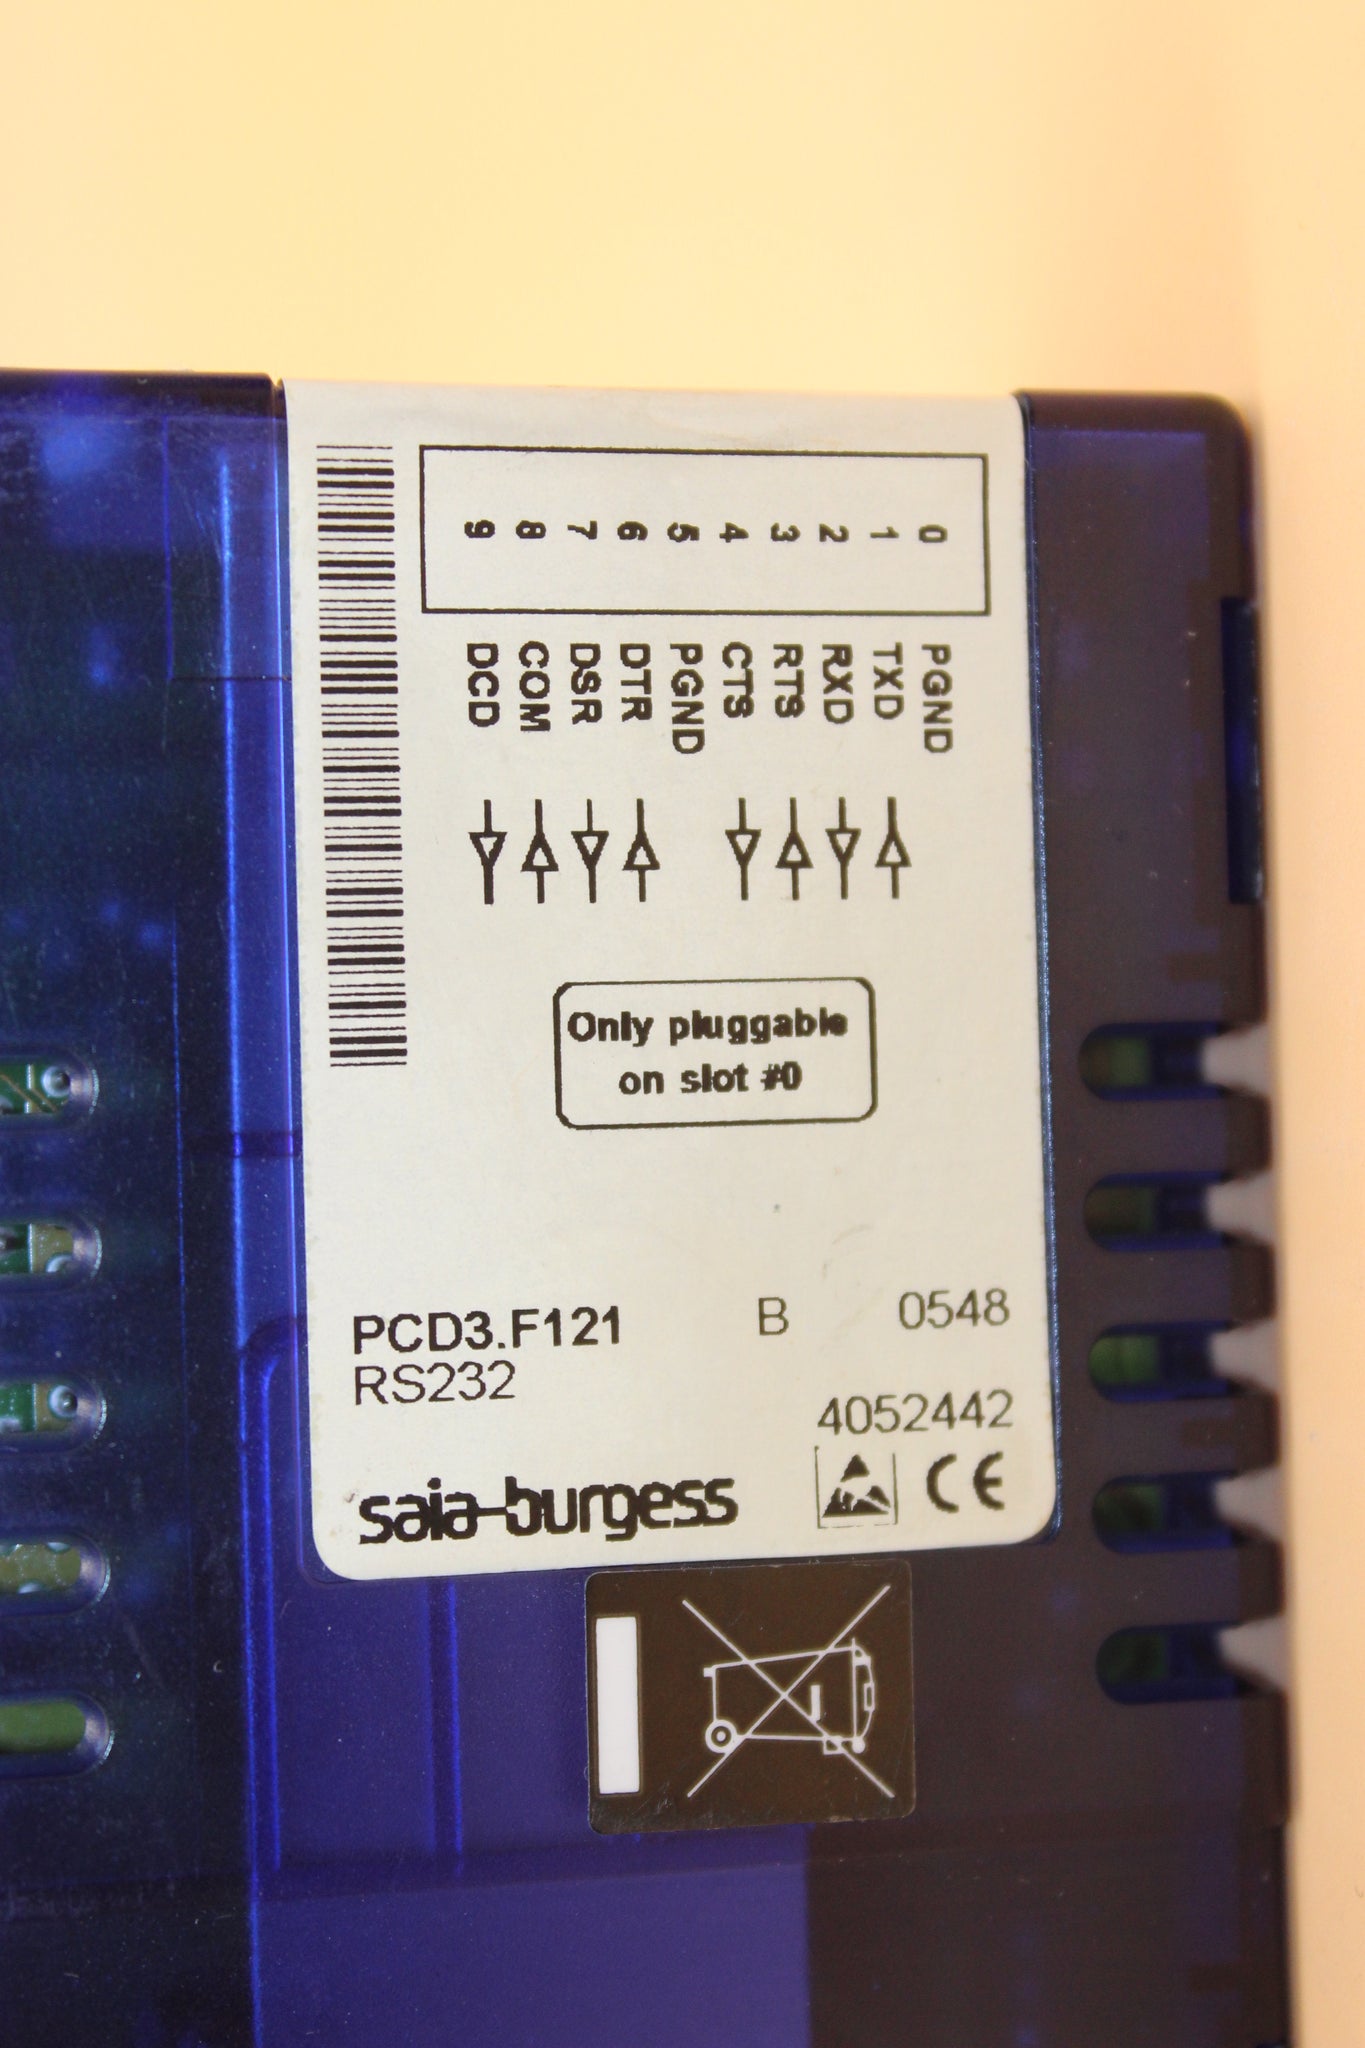 0 1 2 3 4 5 6 7 8 9
PGND
TXD
RXD
RTS
CTS
PGND
DTR
DSR
COM
DCD
Only pluggable
on slot #0
PCD3.F121 B 0548
RS232
4052442
saia-burgess CE